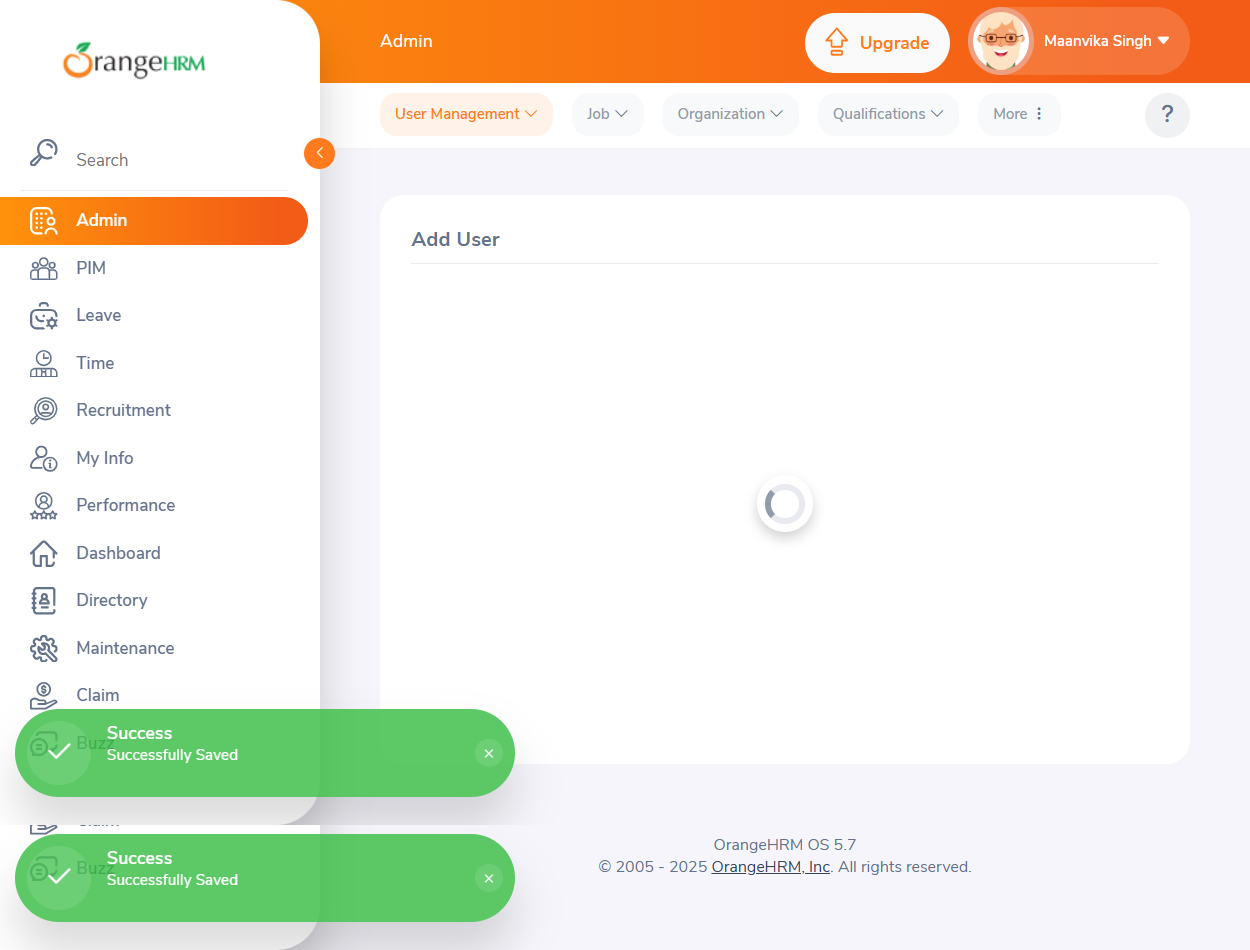 OrangeHRM
Admin
Upgrade
Maanvika Singh
User Management
Job
Organization
Qualifications
More
?
Search
Admin
PIM
Leave
Time
Recruitment
My Info
Performance
Dashboard
Directory
Maintenance
Claim
Buzz
Add User
Success
Successfully Saved
Claim
Buzz
Success
Successfully Saved
OrangeHRM OS 5.7
© 2005 - 2025 OrangeHRM, Inc. All rights reserved.